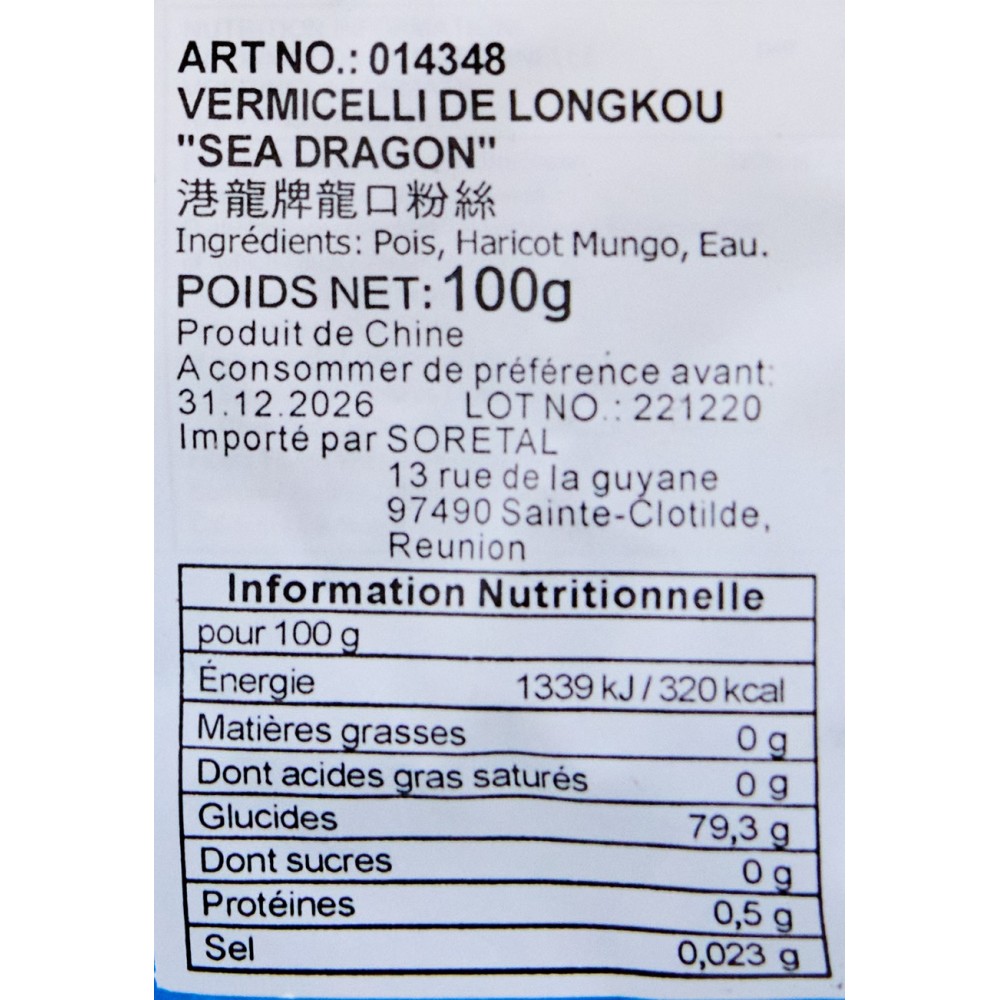 ART NO.: 014348
VERMICELLI DE LONGKOU
"SEA DRAGON"
港龍牌龍口粉絲
Ingrédients: Pois, Haricot Mungo, Eau.
POIDS NET: 100g
Produit de Chine
A consommer de préférence avant:
31.12.2026 LOT NO.: 221220
Importé par SORETAL
13 rue de la guyane
97490 Sainte-Clotilde,
Reunion
Information Nutritionnelle
pour 100 g
Énergie 1339 kJ / 320 kcal
Matières grasses 0 g
Dont acides gras saturés 0 g
Glucides 79,3 g
Dont sucres 0 g
Protéines 0,5 g
Sel 0,023 g